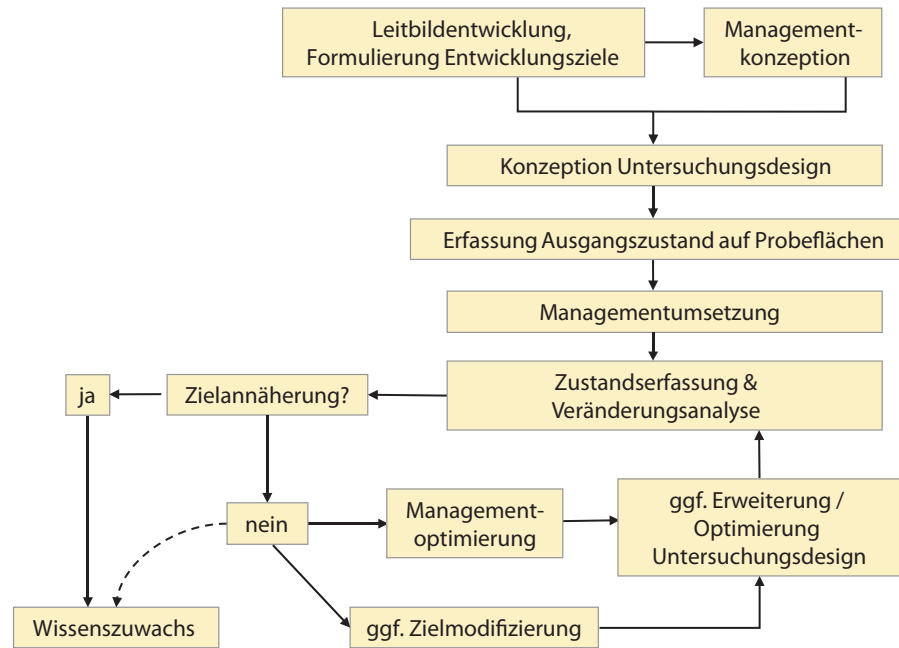 Leitbildentwicklung,
Formulierung Entwicklungsziele
Management-
konzeption
Konzeption Untersuchungsdesign
Erfassung Ausgangszustand auf Probeflächen
Managementumsetzung
Zustandserfassung &
Veränderungsanalyse
Zielannäherung?
ja
nein
Management-
optimierung
ggf. Erweiterung /
Optimierung
Untersuchungsdesign
Wissenszuwachs
ggf. Zielmodifizierung